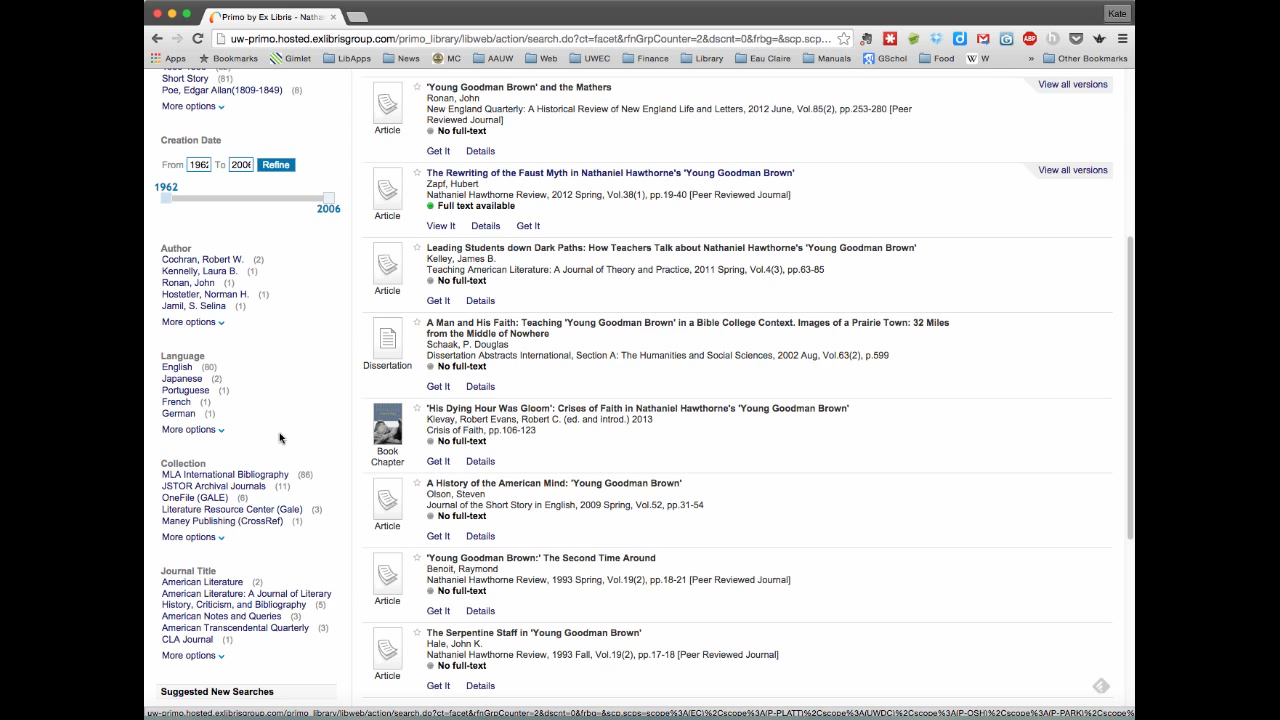 Primo by Ex Libris - Natha
Kate
uw-primo.hosted.exlibrisgroup.com/primo_library/libweb/action/search.do?ct=facet&rfnGrpCounter=2&dscnt=0&frbg=&scp.scp...
Apps
Bookmarks
Gimlet
LibApps
News
MC
AAUW
Web
UWEC
Finance
Library
Eau Claire
Manuals
GSchol
Food
W
»
Other Bookmarks
Short Story (81)
Poe, Edgar Allan(1809-1849) (8)
More options
Creation Date
From 1962 To 2006 Refine
1962
2006
Author
Cochran, Robert W. (2)
Kennelly, Laura B. (1)
Ronan, John (1)
Hostetler, Norman H. (1)
Jamil, S. Selina (1)
More options
Language
English (80)
Japanese (2)
Portuguese (1)
French (1)
German (1)
More options
Collection
MLA International Bibliography (86)
JSTOR Archival Journals (11)
OneFile (GALE) (6)
Literature Resource Center (Gale) (3)
Maney Publishing (CrossRef) (1)
More options
Journal Title
American Literature (2)
American Literature: A Journal of Literary
History, Criticism, and Bibliography (5)
American Notes and Queries (3)
American Transcendental Quarterly (3)
CLA Journal (1)
More options
Suggested New Searches
'Young Goodman Brown' and the Mathers
View all versions
Ronan, John
New England Quarterly: A Historical Review of New England Life and Letters, 2012 June, Vol.85(2), pp.253-280 [Peer
Reviewed Journal]
Article
No full-text
Get It Details
The Rewriting of the Faust Myth in Nathaniel Hawthorne's 'Young Goodman Brown'
View all versions
Zapf, Hubert
Nathaniel Hawthorne Review, 2012 Spring, Vol.38(1), pp.19-40 [Peer Reviewed Journal]
Full text available
Article
View It Details Get It
Leading Students down Dark Paths: How Teachers Talk about Nathaniel Hawthorne's 'Young Goodman Brown'
Kelley, James B.
Teaching American Literature: A Journal of Theory and Practice, 2011 Spring, Vol.4(3), pp.63-85
No full-text
Article
Get It Details
A Man and His Faith: Teaching 'Young Goodman Brown' in a Bible College Context. Images of a Prairie Town: 32 Miles
from the Middle of Nowhere
Schaak, P. Douglas
Dissertation Abstracts International, Section A: The Humanities and Social Sciences, 2002 Aug, Vol.63(2), p.599
Dissertation
No full-text
Get It Details
'His Dying Hour Was Gloom': Crises of Faith in Nathaniel Hawthorne's 'Young Goodman Brown'
Klevay, Robert Evans, Robert C. (ed. and introd.) 2013
Crisis of Faith, pp.106-123
No full-text
Book
Chapter
Get It Details
A History of the American Mind: 'Young Goodman Brown'
Olson, Steven
Journal of the Short Story in English, 2009 Spring, Vol.52, pp.31-54
No full-text
Article
Get It Details
'Young Goodman Brown:' The Second Time Around
Benoit, Raymond
Nathaniel Hawthorne Review, 1993 Spring, Vol.19(2), pp.18-21 [Peer Reviewed Journal]
No full-text
Article
Get It Details
The Serpentine Staff in 'Young Goodman Brown'
Hale, John K.
Nathaniel Hawthorne Review, 1993 Fall, Vol.19(2), pp.17-18 [Peer Reviewed Journal]
No full-text
Article
Get It Details